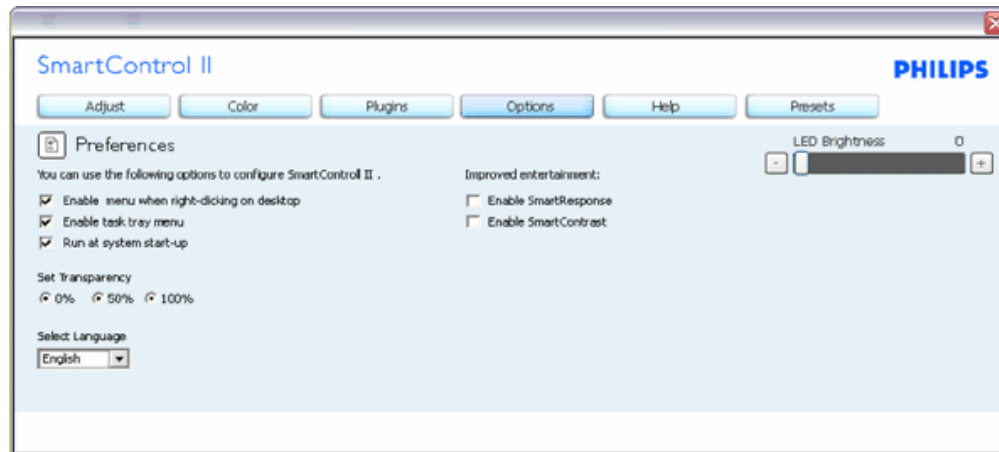 SmartControl II
PHILIPS
Adjust Color Plugins Options Help Presets
Preferences
LED Brightness 0
- +
You can use the following options to configure SmartControl II .
Improved entertainment:
Enable menu when right-clicking on desktop
Enable SmartResponse
Enable task tray menu
Enable SmartContrast
Run at system start-up
Set Transparency
0% 50% 100%
Select Language
English